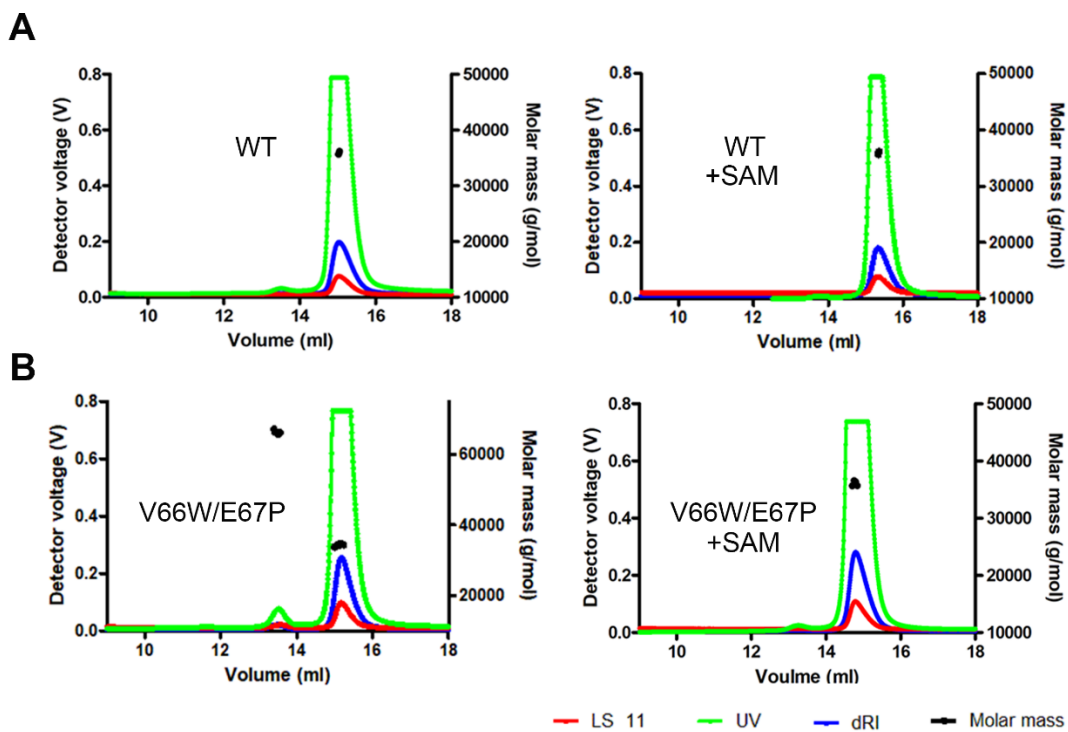 A
Detector voltage (V)
0.8
0.6
0.4
0.2
0.0
WT
50000
40000
30000
20000
10000
Molar mass (g/mol)
10 12 14 16 18
Volume (ml)
Detector voltage (V)
0.8
0.6
0.4
0.2
0.0
WT
+SAM
50000
40000
30000
20000
10000
Molar mass (g/mol)
10 12 14 16 18
Volume (ml)
B
Detector voltage (V)
0.8
0.6
0.4
0.2
0.0
V66W/E67P
60000
40000
20000
Molar mass (g/mol)
10 12 14 16 18
Volume (ml)
Detector voltage (V)
0.8
0.6
0.4
0.2
0.0
V66W/E67P
+SAM
50000
40000
30000
20000
10000
Molar mass (g/mol)
10 12 14 16 18
Voulme (ml)
LS 11 UV dRI Molar mass